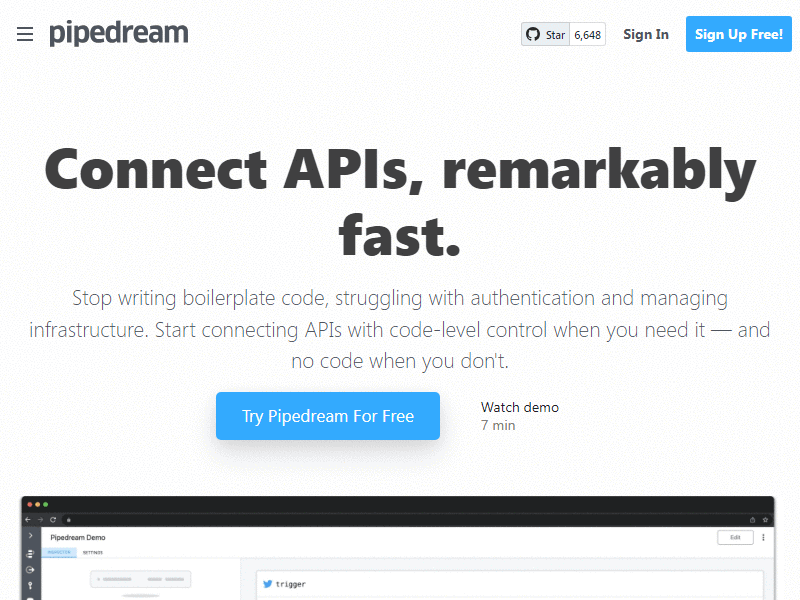 pipedream
Star 6,648
Sign In
Sign Up Free!
Connect APIs, remarkably
fast.
Stop writing boilerplate code, struggling with authentication and managing
infrastructure. Start connecting APIs with code-level control when you need it — and
no code when you don't.
Try Pipedream For Free
Watch demo
7 min
Pipedream Demo
Edit
SETTINGS
trigger